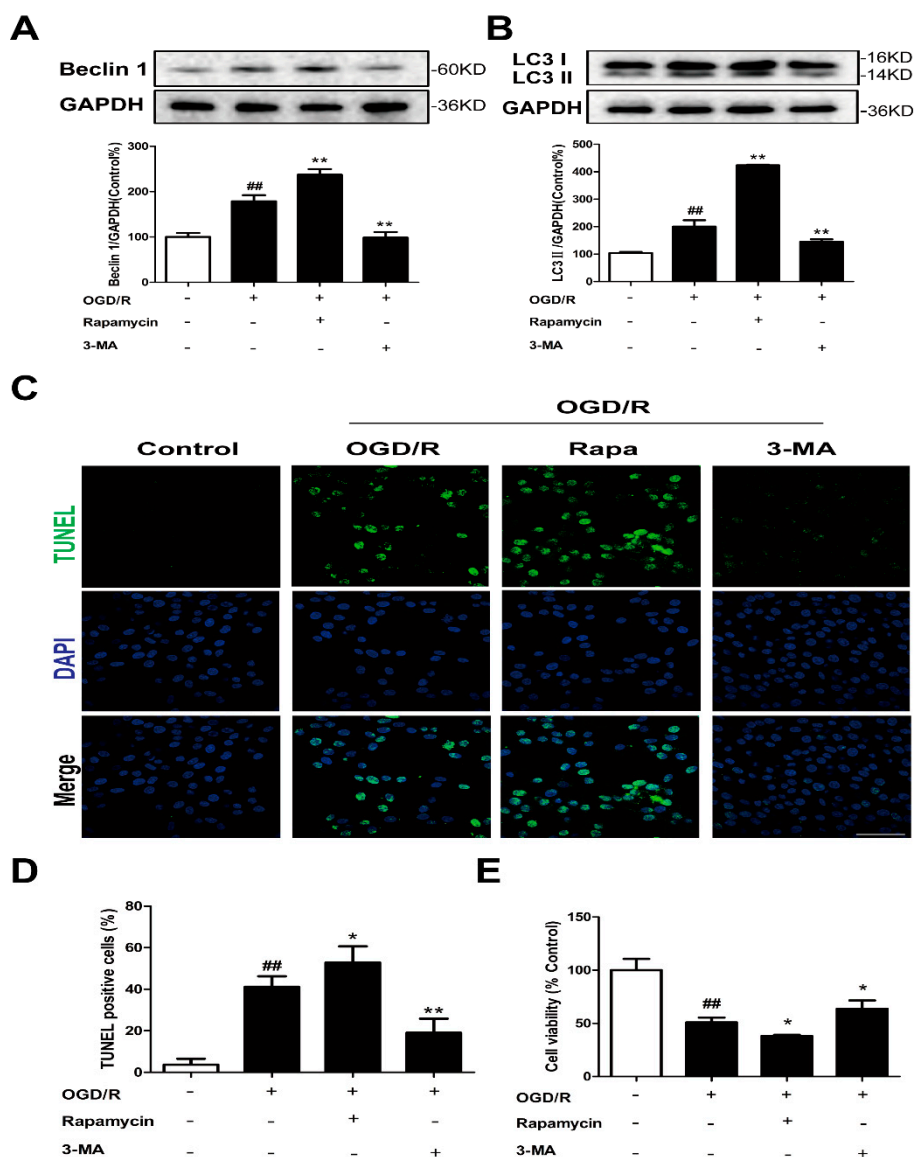 A
Beclin 1
-60KD
GAPDH
-36KD
Beclin 1/GAPDH(Control%)
300
200
100
0
##
**
**
OGD/R - + + +
Rapamycin - - + -
3-MA - - - +
B
LC3 I
LC3 II
-16KD
-14KD
GAPDH
-36KD
LC3 II/GAPDH(Control%)
500
400
300
200
100
0
##
**
**
OGD/R - + + +
Rapamycin - - + -
3-MA - - - +
C
OGD/R
Control OGD/R Rapa 3-MA
TUNEL
DAPI
Merge
D
TUNEL positive cells (%)
80
60
40
20
0
##
*
**
OGD/R - + + +
Rapamycin - - + -
3-MA - - - +
E
Cell viability (% Control)
150
100
50
0
##
*
*
OGD/R - + + +
Rapamycin - - + -
3-MA - - - +